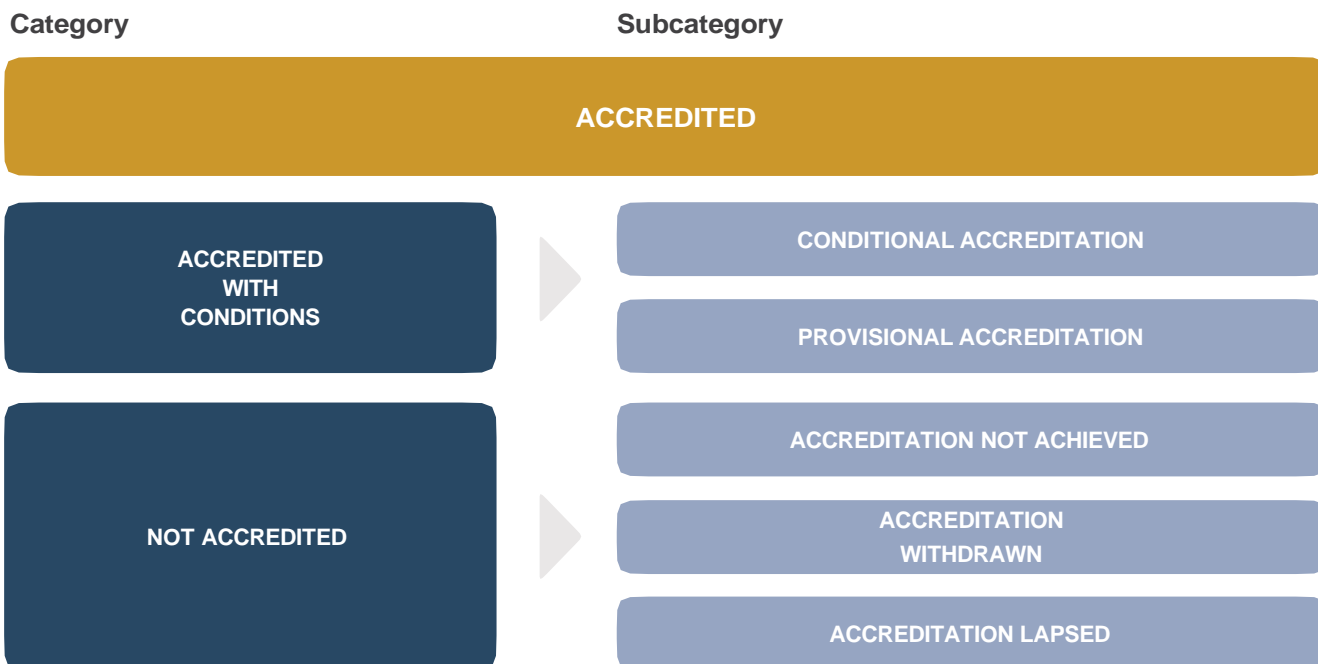 Category
Subcategory
ACCREDITED
ACCREDITED
WITH
CONDITIONS
CONDITIONAL ACCREDITATION
PROVISIONAL ACCREDITATION
NOT ACCREDITED
ACCREDITATION NOT ACHIEVED
ACCREDITATION
WITHDRAWN
ACCREDITATION LAPSED